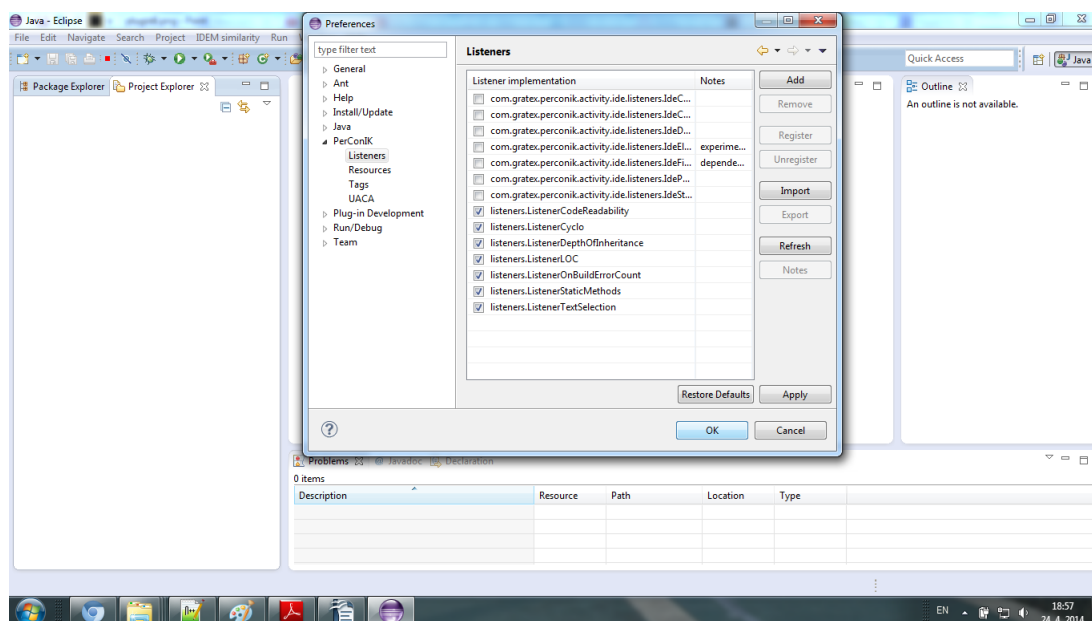 Java - Eclipse
File Edit Navigate Search Project IDEM similarity Run
Quick Access
Java
Package Explorer Project Explorer
Outline
An outline is not available.
Preferences
type filter text
General
Ant
Help
Install/Update
Java
PerConIK
Listeners
Resources
Tags
UACA
Plug-in Development
Run/Debug
Team
Listeners
Listener implementation Notes
com.gratex.perconik.activity.ide.listeners.IdeC...
com.gratex.perconik.activity.ide.listeners.IdeC...
com.gratex.perconik.activity.ide.listeners.IdeD...
com.gratex.perconik.activity.ide.listeners.IdeEl... experime...
com.gratex.perconik.activity.ide.listeners.IdeFi... depende...
com.gratex.perconik.activity.ide.listeners.IdeP...
com.gratex.perconik.activity.ide.listeners.IdeSt...
listeners.ListenerCodeReadability
listeners.ListenerCyclo
listeners.ListenerDepthOfInheritance
listeners.ListenerLOC
listeners.ListenerOnBuildErrorCount
listeners.ListenerStaticMethods
listeners.ListenerTextSelection
Add
Remove
Register
Unregister
Import
Export
Refresh
Notes
Restore Defaults Apply
OK Cancel
Problems @ Javadoc Declaration
0 items
Description Resource Path Location Type
EN 18:57
24. 4. 2014